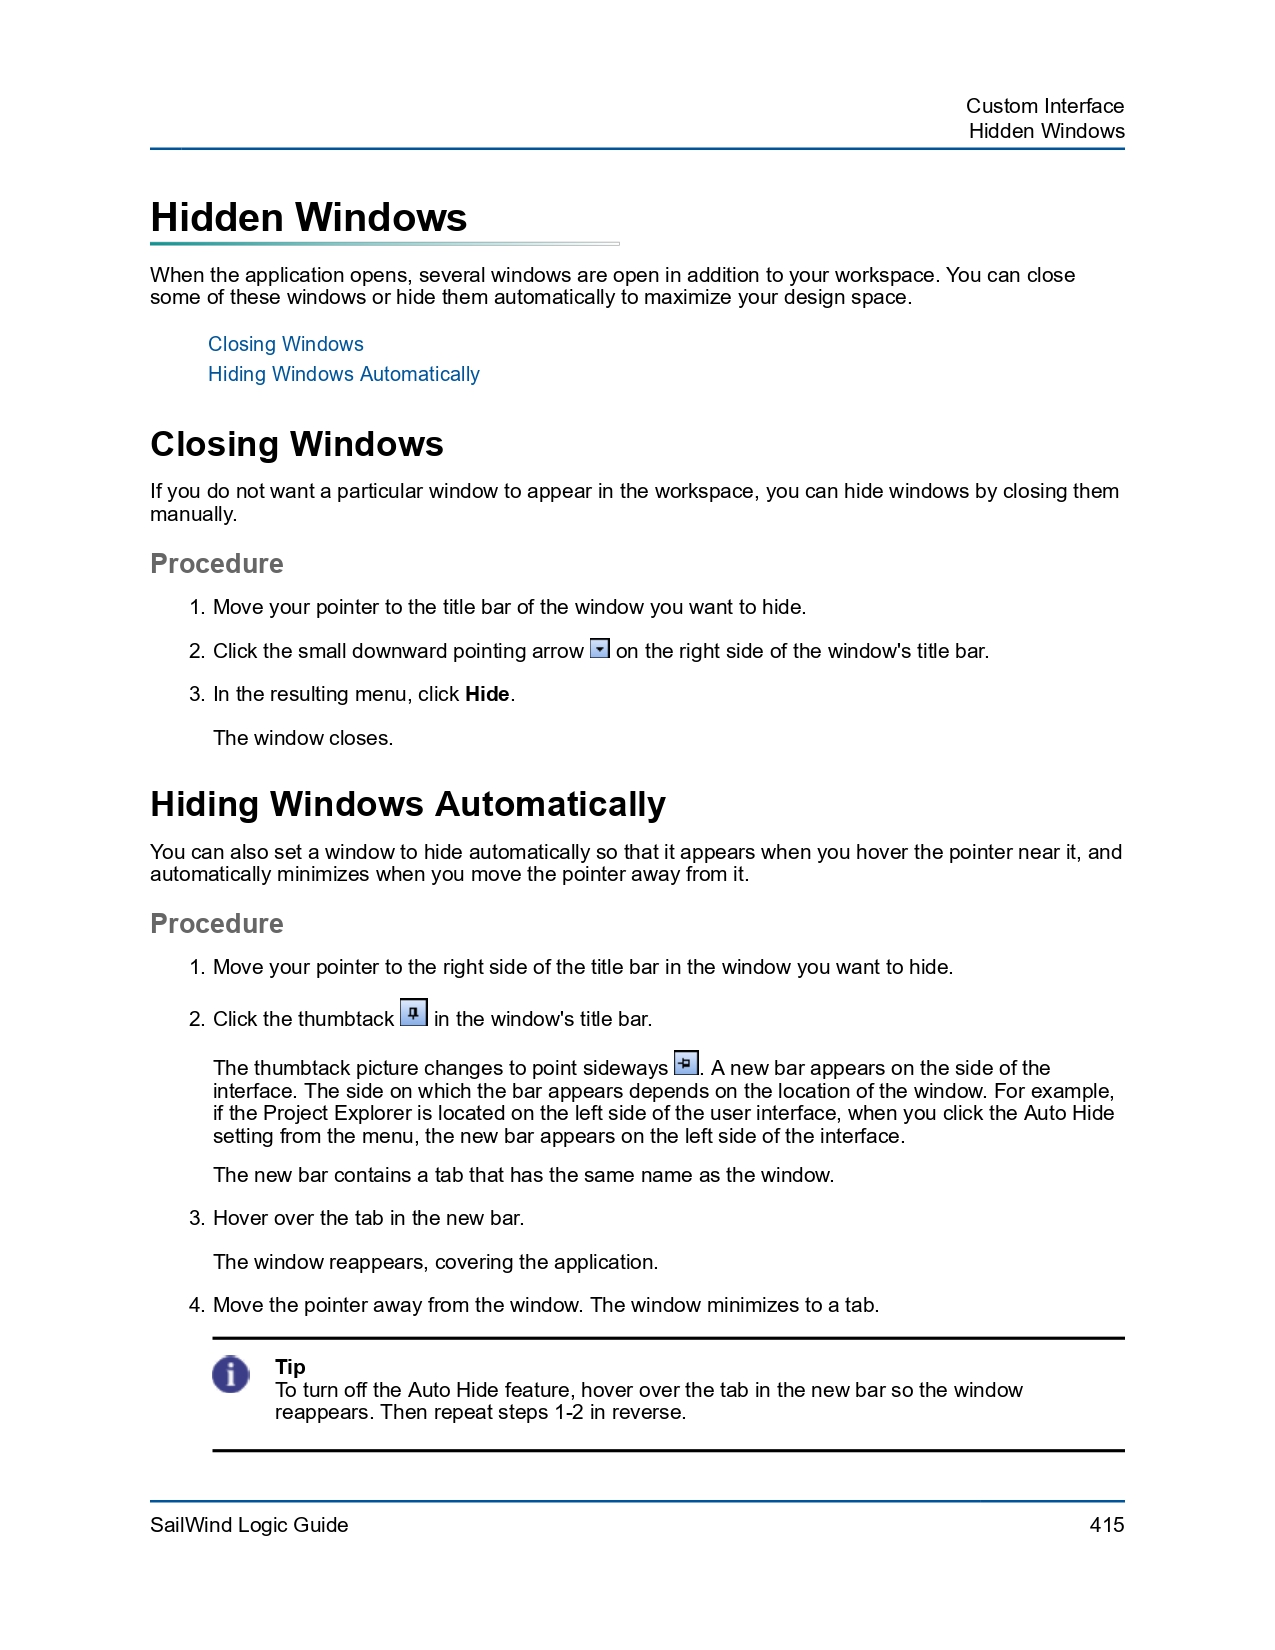 Custom Interface
Hidden Windows
Hidden Windows
When the application opens, several windows are open in addition to your workspace. You can close
some of these windows or hide them automatically to maximize your design space.
Closing Windows
Hiding Windows Automatically
Closing Windows
If you do not want a particular window to appear in the workspace, you can hide windows by closing them
manually.
Procedure
1. Move your pointer to the title bar of the window you want to hide.
2. Click the small downward pointing arrow on the right side of the window's title bar.
3. In the resulting menu, click Hide.
The window closes.
Hiding Windows Automatically
You can also set a window to hide automatically so that it appears when you hover the pointer near it, and
automatically minimizes when you move the pointer away from it.
Procedure
1. Move your pointer to the right side of the title bar in the window you want to hide.
2. Click the thumbtack in the window's title bar.
The thumbtack picture changes to point sideways . A new bar appears on the side of the
interface. The side on which the bar appears depends on the location of the window. For example,
if the Project Explorer is located on the left side of the user interface, when you click the Auto Hide
setting from the menu, the new bar appears on the left side of the interface.
The new bar contains a tab that has the same name as the window.
3. Hover over the tab in the new bar.
The window reappears, covering the application.
4. Move the pointer away from the window. The window minimizes to a tab.
Tip
To turn off the Auto Hide feature, hover over the tab in the new bar so the window
reappears. Then repeat steps 1-2 in reverse.
SailWind Logic Guide
415